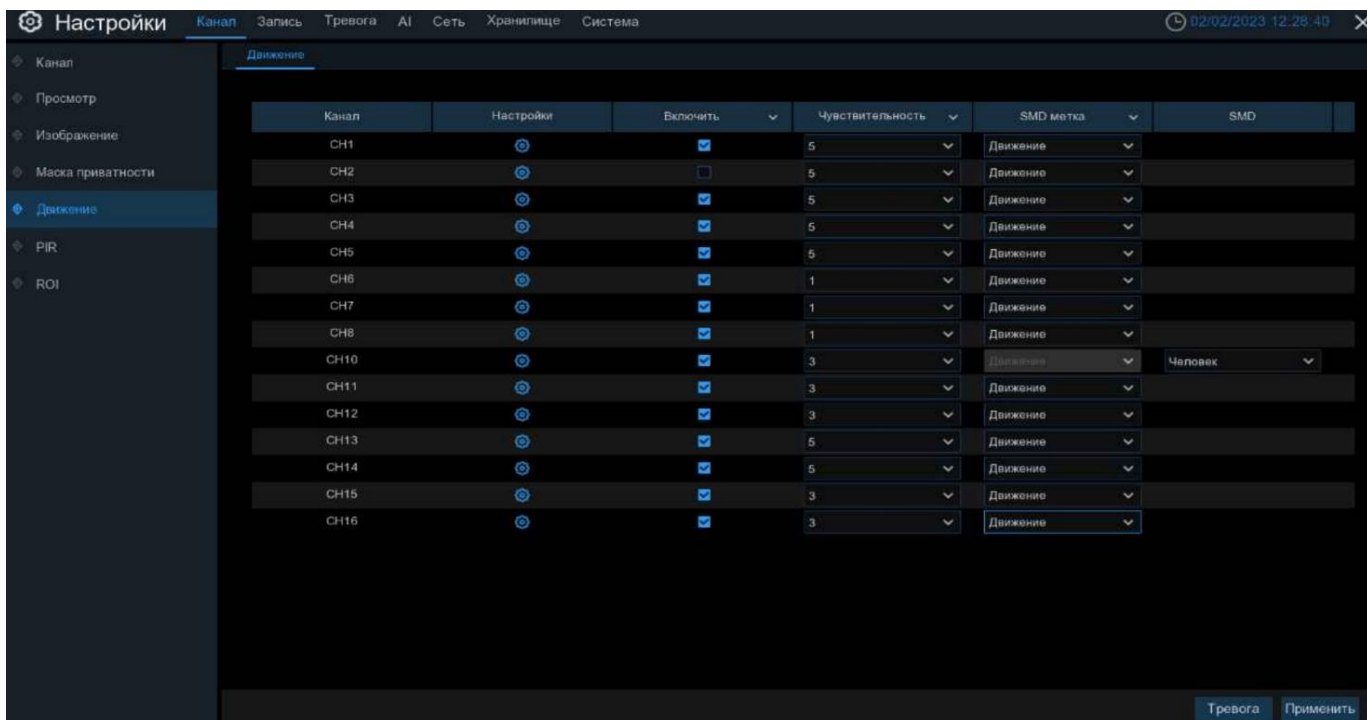 Настройки Канал Запись Тревога AI Сеть Хранилище Система 02/02/2023 12:28:40
Канал
Просмотр
Изображение
Маска приватности
Движение
PIR
ROI
Движение
Канал Настройки Включить Чувствительность SMD метка SMD
CH1 5 Движение
CH2 5 Движение
CH3 5 Движение
CH4 5 Движение
CH5 5 Движение
CH6 1 Движение
CH7 1 Движение
CH8 1 Движение
CH10 3 Движение Человек
CH11 3 Движение
CH12 3 Движение
CH13 5 Движение
CH14 5 Движение
CH15 3 Движение
CH16 3 Движение
Тревога Применить